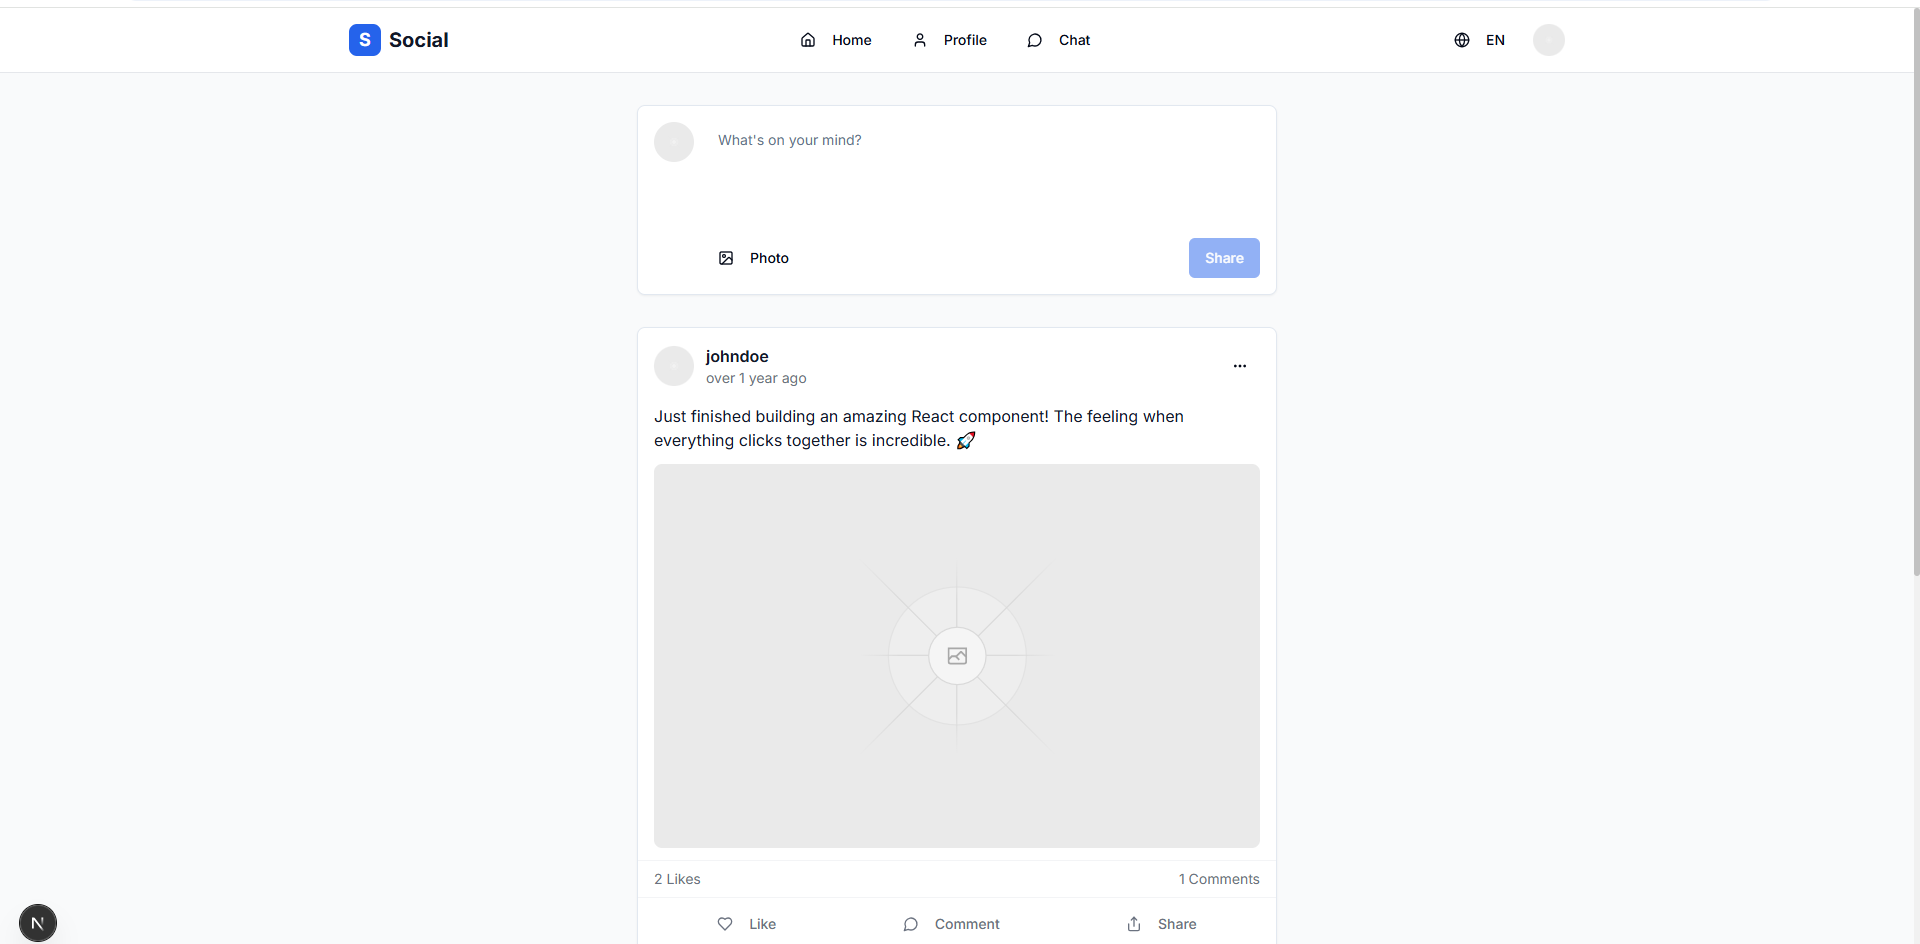 S Social
Home
Profile
Chat
EN
What's on your mind?
Photo
Share
johndoe
over 1 year ago
Just finished building an amazing React component! The feeling when
everything clicks together is incredible. 🚀
2 Likes
1 Comments
Like
Comment
Share
N